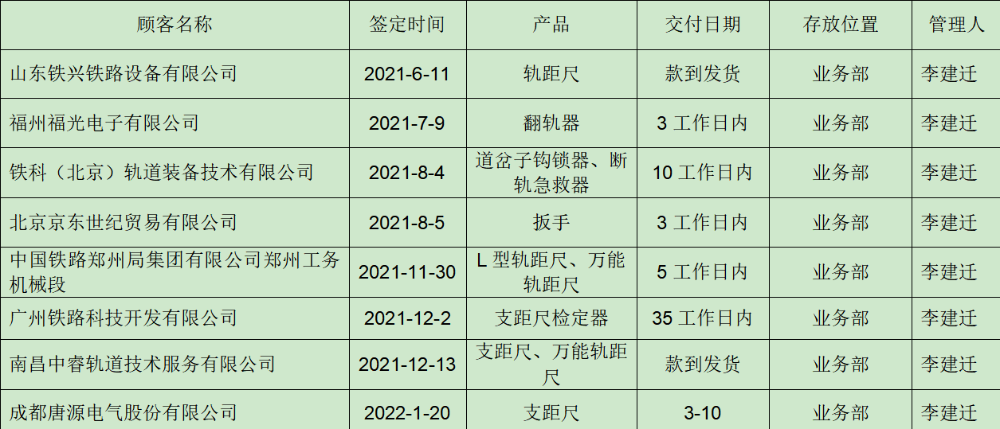 顾客名称 签定时间 产品 交付日期 存放位置 管理人
山东铁兴铁路设备有限公司 2021-6-11 轨距尺 款到发货 业务部 李建迁
福州福光电子有限公司 2021-7-9 翻轨器 3 工作日内 业务部 李建迁
铁科（北京）轨道装备技术有限公司 2021-8-4 道岔子钩锁器、断
轨急救器 10 工作日内 业务部 李建迁
北京京东世纪贸易有限公司 2021-8-5 扳手 3 工作日内 业务部 李建迁
中国铁路郑州局集团有限公司郑州工务
机械段 2021-11-30 L 型轨距尺、万能
轨距尺 5 工作日内 业务部 李建迁
广州铁路科技开发有限公司 2021-12-2 支距尺检定器 35 工作日内 业务部 李建迁
南昌中睿轨道技术服务有限公司 2021-12-13 支距尺、万能轨距
尺 款到发货 业务部 李建迁
成都唐源电气股份有限公司 2022-1-20 支距尺 3-10 业务部 李建迁